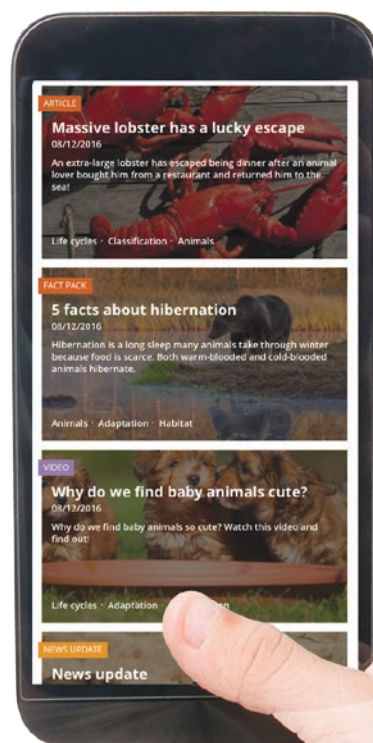 ARTICLE
Massive lobster has a lucky escape
08/12/2016
An extra-large lobster has escaped being dinner after an animal
lover bought him from a restaurant and returned him to the
sea!
Life cycles · Classification · Animals
FACT PACK
5 facts about hibernation
08/12/2016
Hibernation is a long sleep many animals take through winter
because food is scarce. Both warm-blooded and cold-blooded
animals hibernate.
Animals · Adaptation · Habitat
VIDEO
Why do we find baby animals cute?
08/12/2016
Why do we find baby animals so cute? Watch this video and
find out!
Life cycles · Adaptation ·
NEWS UPDATE
News update